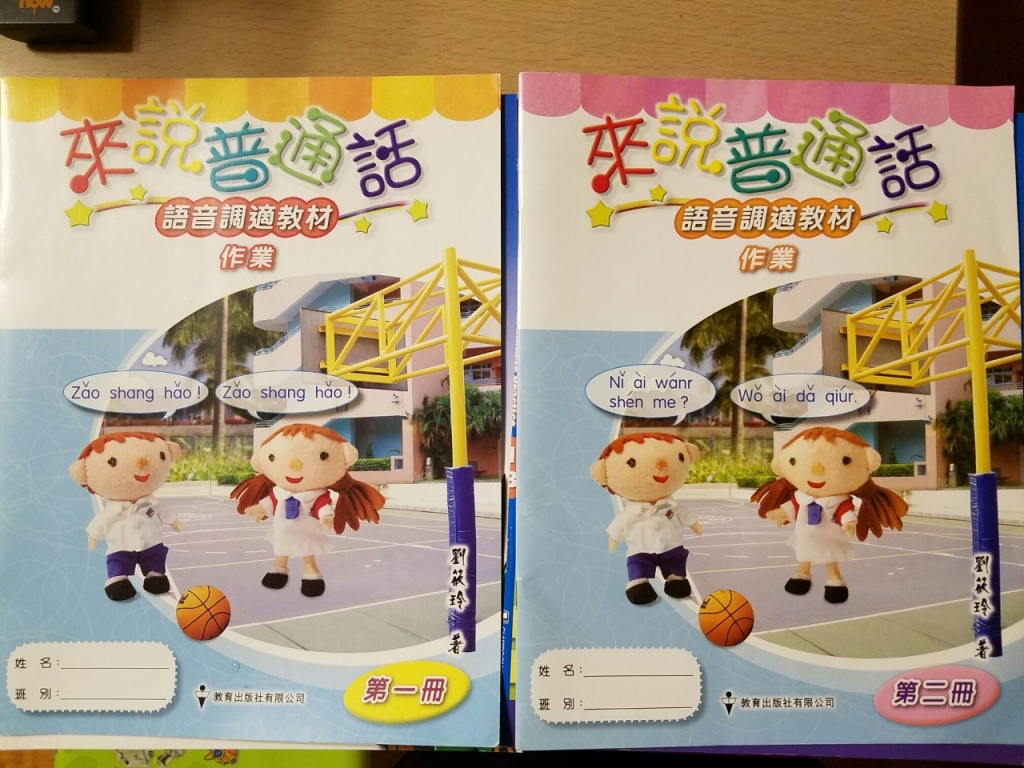 now
來說普通話
語音調適教材
作業
Zǎo shang hǎo !
Zǎo shang hǎo !
劉筱玲 著
姓 名：
班 別：
教育出版社有限公司
第一冊
來說普通話
語音調適教材
作業
Nǐ ài wánr
shén me ?
Wǒ ài dǎ qiúr.
劉筱玲 著
姓 名：
班 別：
教育出版社有限公司
第二冊